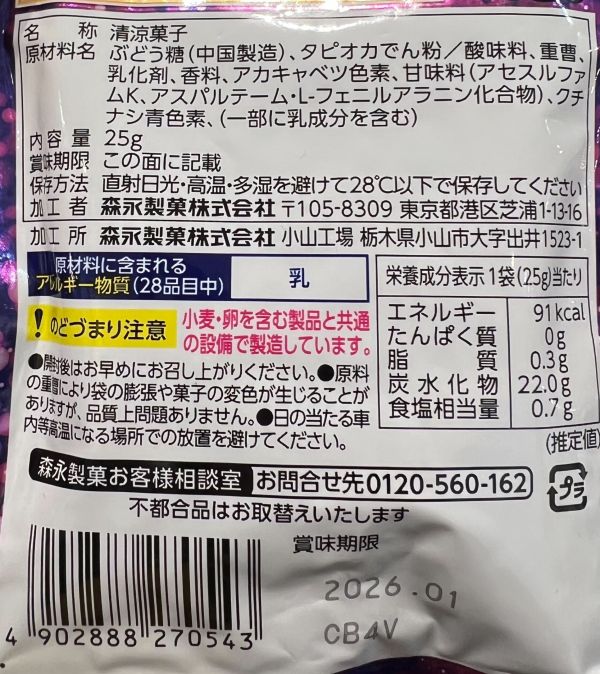 名　称 清涼菓子
原材料名 ぶどう糖(中国製造)、タピオカでん粉／酸味料、重曹、
乳化剤、香料、アカキャベツ色素、甘味料(アセスルファ
ムK、アスパルテーム・L-フェニルアラニン化合物)、クチ
ナシ青色素、(一部に乳成分を含む)
内容量 25g
賞味期限 この面に記載
保存方法 直射日光・高温・多湿を避けて28℃以下で保存してください
加工者 森永製菓株式会社 〒105-8309 東京都港区芝浦1-13-16
加工所 森永製菓株式会社 小山工場 栃木県小山市大字出井1523-1
原材料に含まれる
アレルギー物質(28品目中)
乳
! のどづまり注意
小麦・卵を含む製品と共通
の設備で製造しています。
●開封後はお早めにお召し上がりください。●原料
の重曹により袋の膨張や菓子の変色が生じることが
ありますが、品質上問題ありません。●日の当たる車
内等高温になる場所での放置を避けてください。
栄養成分表示 1袋(25g)当たり
エネルギー 91kcal
たんぱく質 0g
脂質 0.3g
炭水化物 22.0g
食塩相当量 0.7g
(推定値)
森永製菓お客様相談室 お問合せ先0120-560-162
プラ
不都合品はお取替えいたします
賞味期限
2026.01
CB4V
4 902888 270543